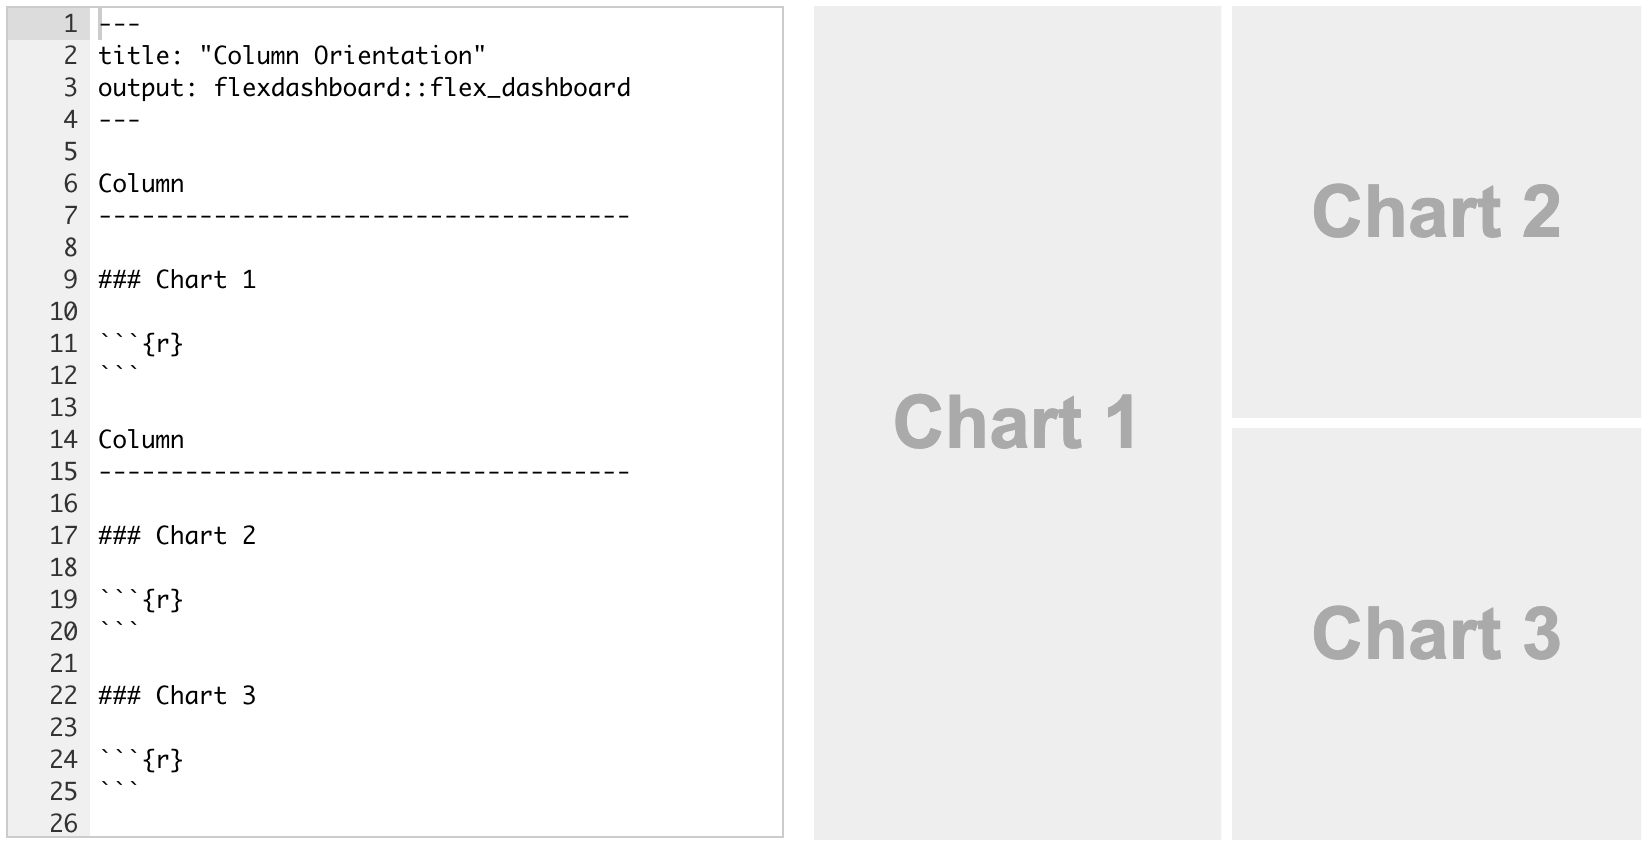 1 ---
2 title: "Column Orientation"
3 output: flexdashboard::flex_dashboard
4 ---
5
6 Column
7 -------------------------------------
8
9 ### Chart 1
10
11 ```{r}
12 ```
13
14 Column
15 -------------------------------------
16
17 ### Chart 2
18
19 ```{r}
20 ```
21
22 ### Chart 3
23
24 ```{r}
25 ```
26
Chart 1
Chart 2
Chart 3